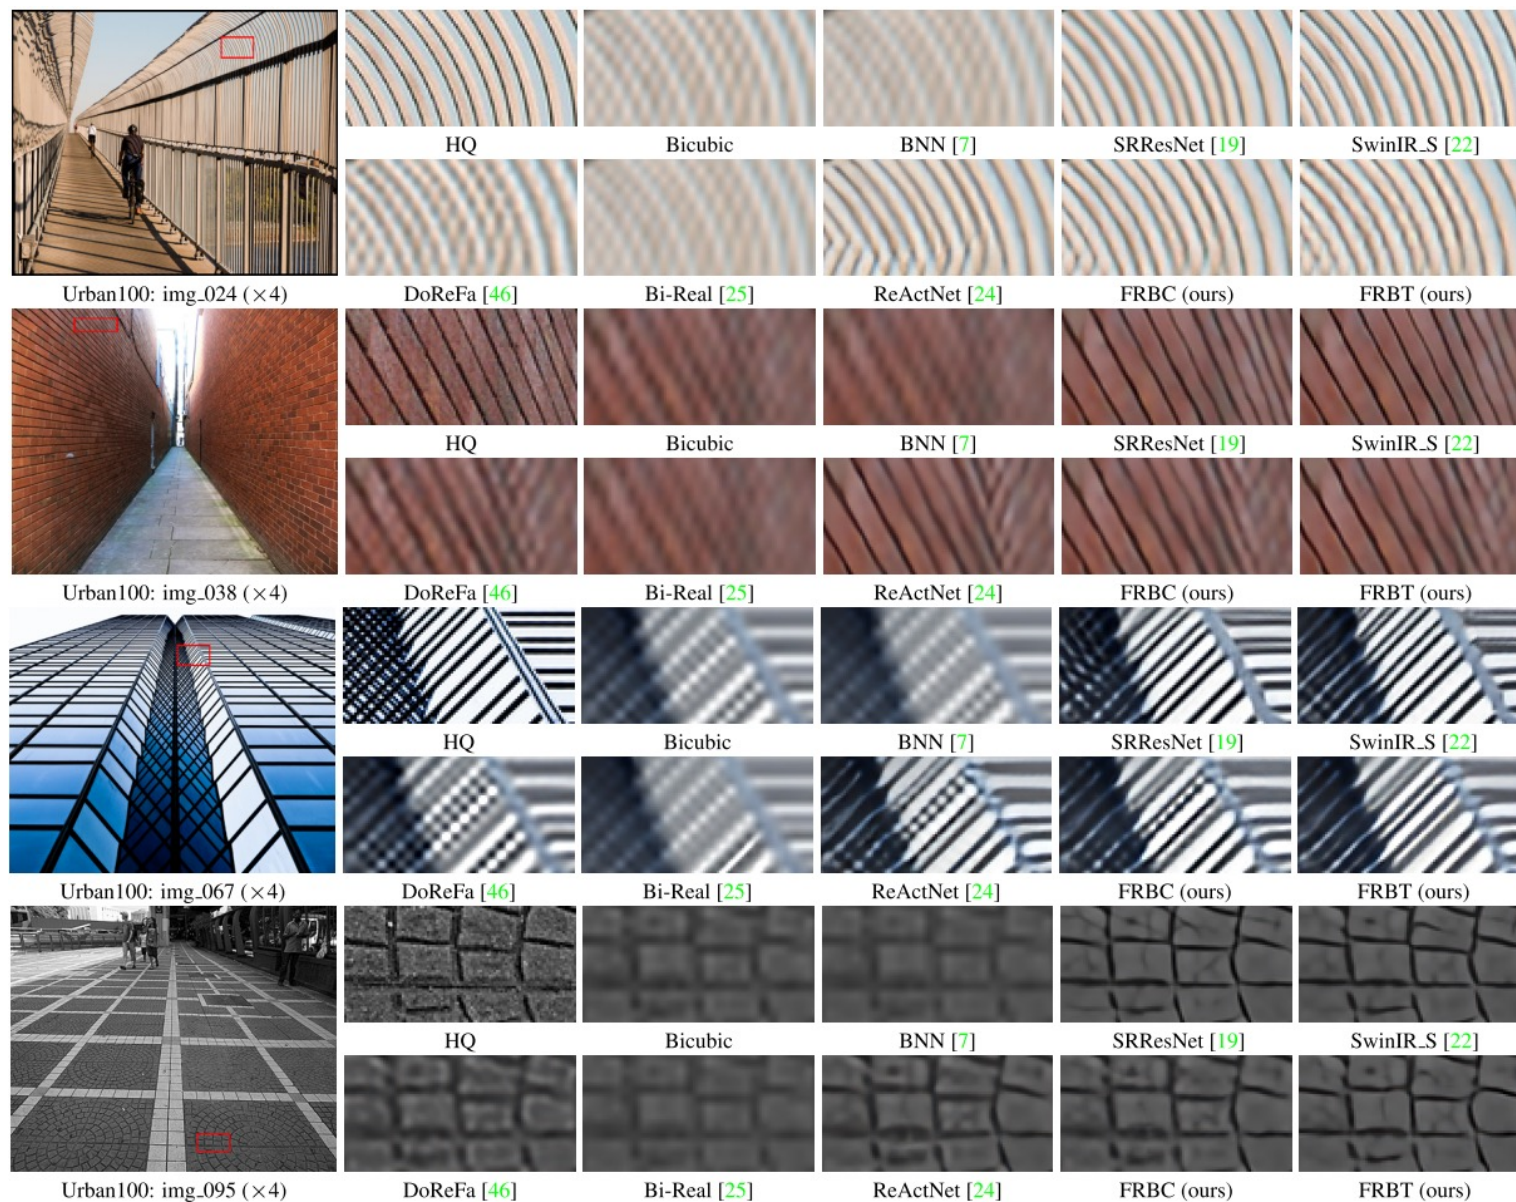 HQ Bicubic BNN [7] SRResNet [19] SwinIR_S [22]
Urban100: img_024 (×4) DoReFa [46] Bi-Real [25] ReActNet [24] FRBC (ours) FRBT (ours)
HQ Bicubic BNN [7] SRResNet [19] SwinIR_S [22]
Urban100: img_038 (×4) DoReFa [46] Bi-Real [25] ReActNet [24] FRBC (ours) FRBT (ours)
HQ Bicubic BNN [7] SRResNet [19] SwinIR_S [22]
Urban100: img_067 (×4) DoReFa [46] Bi-Real [25] ReActNet [24] FRBC (ours) FRBT (ours)
HQ Bicubic BNN [7] SRResNet [19] SwinIR_S [22]
Urban100: img_095 (×4) DoReFa [46] Bi-Real [25] ReActNet [24] FRBC (ours) FRBT (ours)